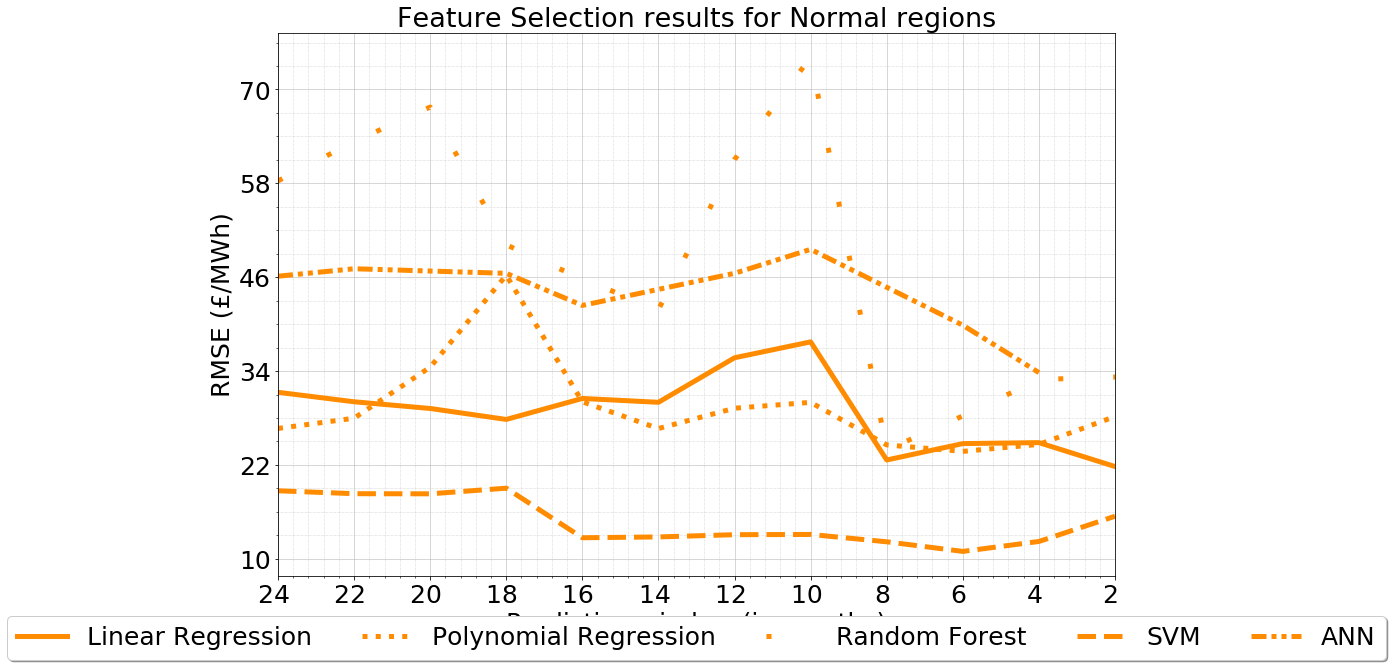 Feature Selection results for Normal regions
RMSE (£/MWh)
70
58
46
34
22
10
24 22 20 18 16 14 12 10 8 6 4 2
Linear Regression Polynomial Regression Random Forest SVM ANN